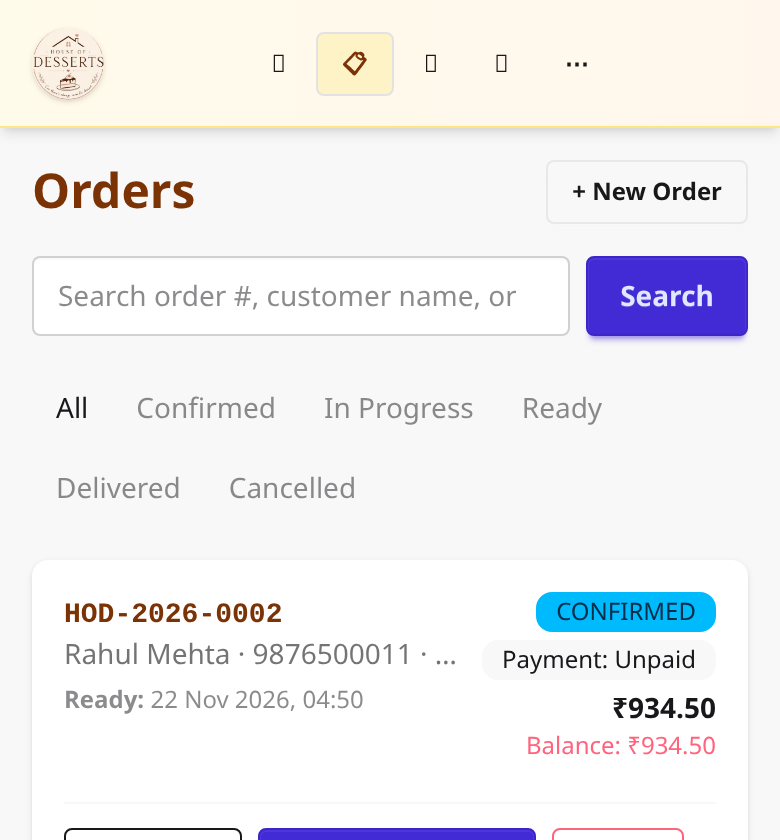 HOUSE OF
DESSERTS
...
Orders
+ New Order
Search order #, customer name, or
Search
All Confirmed In Progress Ready
Delivered Cancelled
HOD-2026-0002
CONFIRMED
Rahul Mehta · 9876500011 · ...
Payment: Unpaid
Ready: 22 Nov 2026, 04:50
₹934.50
Balance: ₹934.50